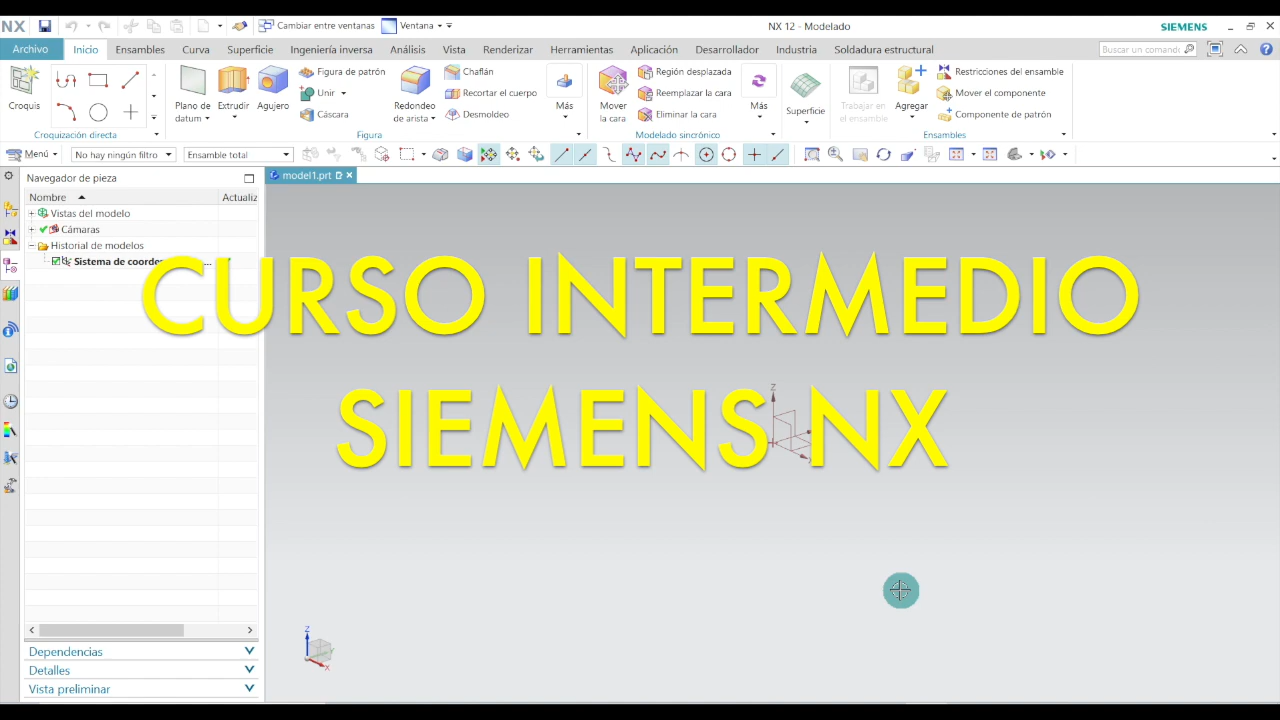 NX
Cambiar entre ventanas
Ventana
NX 12 - Modelado
SIEMENS
Archivo
Inicio
Ensambles
Curva
Superficie
Ingeniería inversa
Análisis
Vista
Renderizar
Herramientas
Aplicación
Desarrollador
Industria
Soldadura estructural
Buscar un comando
Croquis
Croquización directa
Plano de
datum
Extrudir
Agujero
Figura de patrón
Unir
Cáscara
Redondeo
de arista
Chaflán
Recortar el cuerpo
Desmoldeo
Más
Figura
Mover
la cara
Región desplazada
Reemplazar la cara
Eliminar la cara
Más
Modelado sincrónico
Superficie
Trabajar en
el ensamble
Agregar
Restricciones del ensamble
Mover el componente
Componente de patrón
Ensambles
Menú
No hay ningún filtro
Ensamble total
Navegador de pieza
model1.prt
Nombre
Actualiz
Vistas del modelo
Cámaras
Historial de modelos
Sistema de coorde
CURSO INTERMEDIO
SIEMENS NX
Z
Z
Y
X
Dependencias
Detalles
Vista preliminar